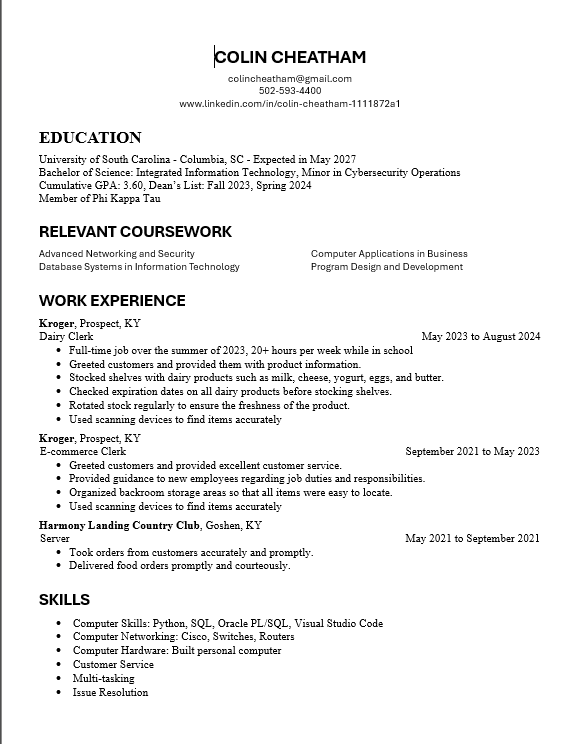 COLIN CHEATHAM
colincheatham@gmail.com
502-593-4400
www.linkedin.com/in/colin-cheatham-1111872a1
EDUCATION
University of South Carolina - Columbia, SC - Expected in May 2027
Bachelor of Science: Integrated Information Technology, Minor in Cybersecurity Operations
Cumulative GPA: 3.60, Dean's List: Fall 2023, Spring 2024
Member of Phi Kappa Tau
RELEVANT COURSEWORK
Advanced Networking and Security Computer Applications in Business
Database Systems in Information Technology Program Design and Development
WORK EXPERIENCE
Kroger, Prospect, KY
Dairy Clerk May 2023 to August 2024
• Full-time job over the summer of 2023, 20+ hours per week while in school
• Greeted customers and provided them with product information.
• Stocked shelves with dairy products such as milk, cheese, yogurt, eggs, and butter.
• Checked expiration dates on all dairy products before stocking shelves.
• Rotated stock regularly to ensure the freshness of the product.
• Used scanning devices to find items accurately
Kroger, Prospect, KY
E-commerce Clerk September 2021 to May 2023
• Greeted customers and provided excellent customer service.
• Provided guidance to new employees regarding job duties and responsibilities.
• Organized backroom storage areas so that all items were easy to locate.
• Used scanning devices to find items accurately
Harmony Landing Country Club, Goshen, KY
Server May 2021 to September 2021
• Took orders from customers accurately and promptly.
• Delivered food orders promptly and courteously.
SKILLS
• Computer Skills: Python, SQL, Oracle PL/SQL, Visual Studio Code
• Computer Networking: Cisco, Switches, Routers
• Computer Hardware: Built personal computer
• Customer Service
• Multi-tasking
• Issue Resolution